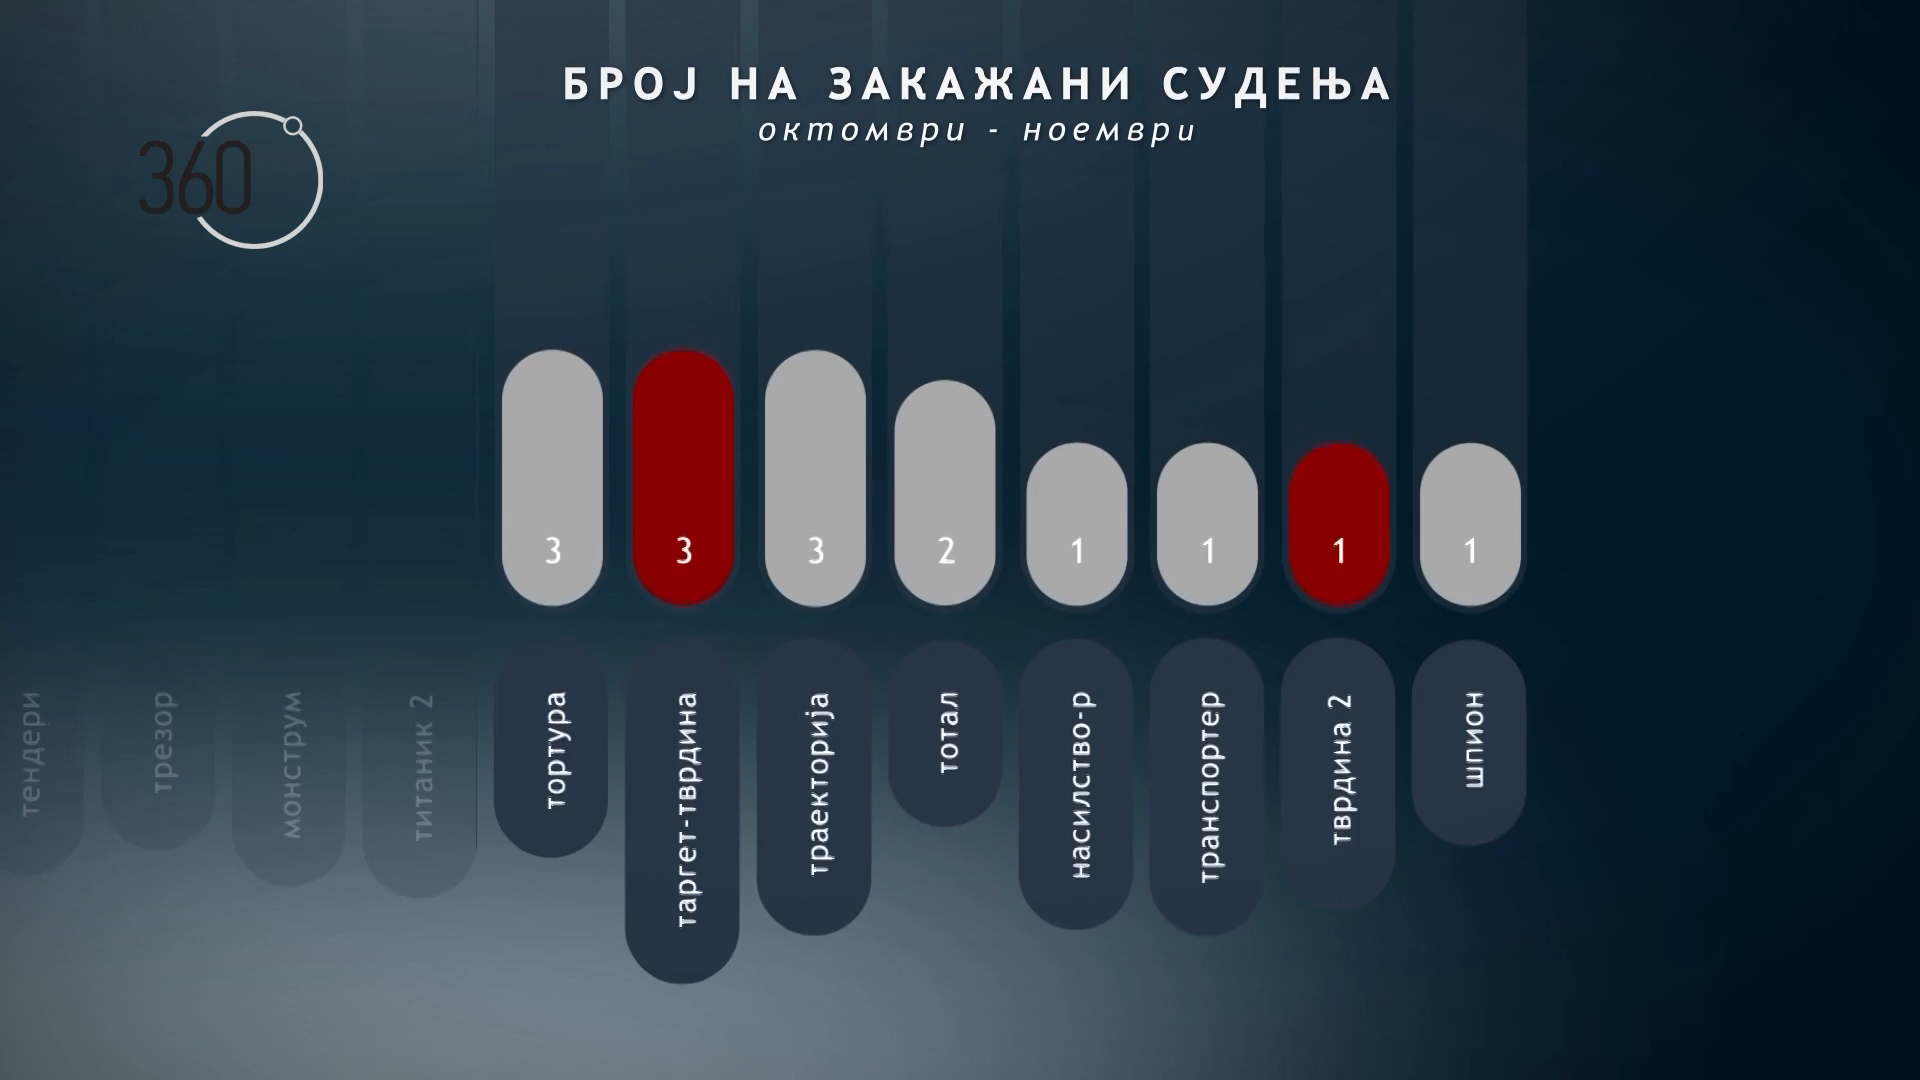 БРОЈ НА ЗАКАЖАНИ СУДЕЊА
октомври - ноември
360
3
3
3
2
1
1
1
1
тендери
трезор
монструм
титаник 2
тортура
таргет-тврдина
траекторија
тотал
насилство-р
транспортер
тврдина 2
шпион